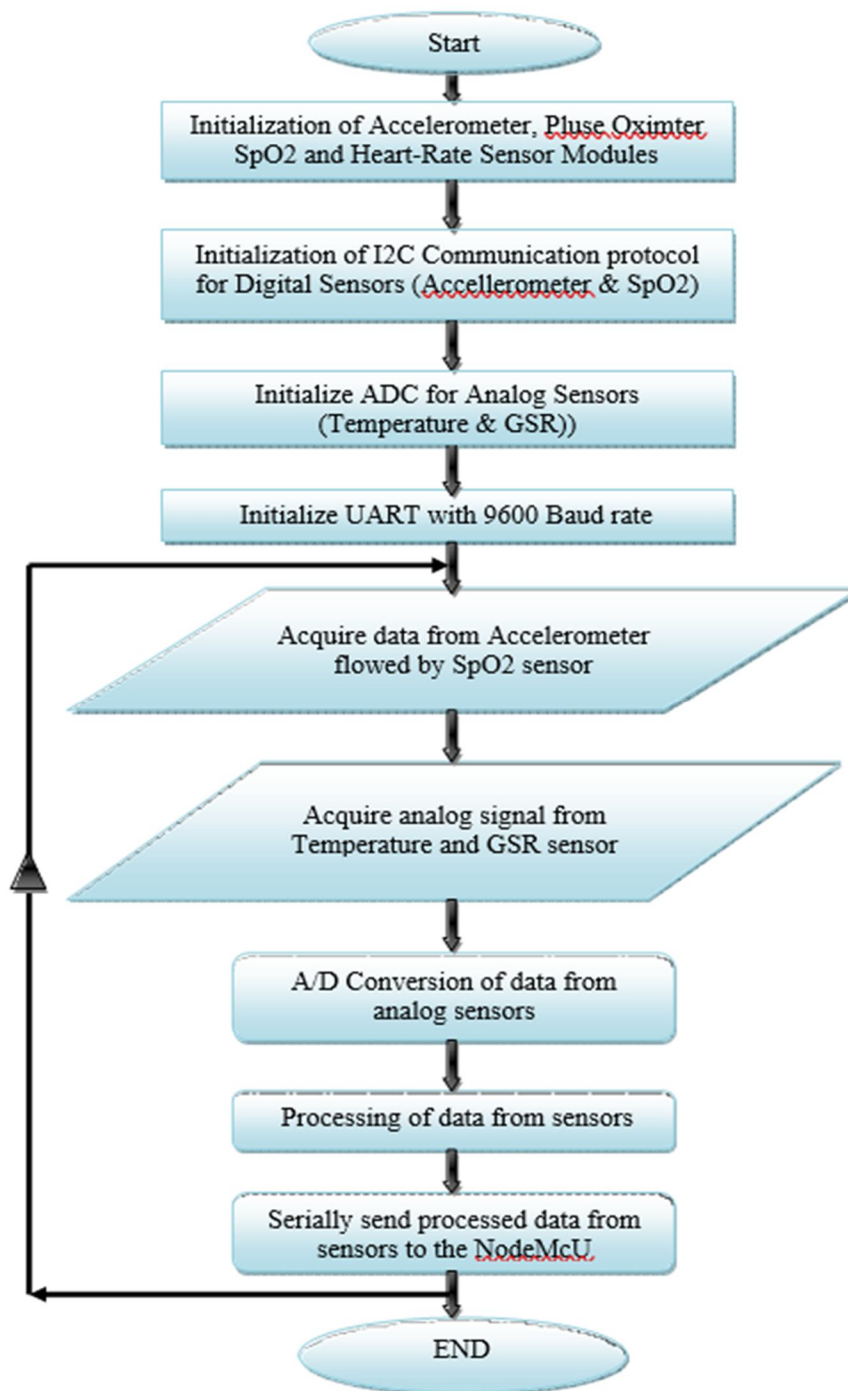 Start
Initialization of Accelerometer, Pluse Oximter
SpO2 and Heart-Rate Sensor Modules
Initialization of I2C Communication protocol
for Digital Sensors (Accellerometer & SpO2)
Initialize ADC for Analog Sensors
(Temperature & GSR))
Initialize UART with 9600 Baud rate
Acquire data from Accelerometer
flowed by SpO2 sensor
Acquire analog signal from
Temperature and GSR sensor
A/D Conversion of data from
analog sensors
Processing of data from sensors
Serially send processed data from
sensors to the NodeMcU
END